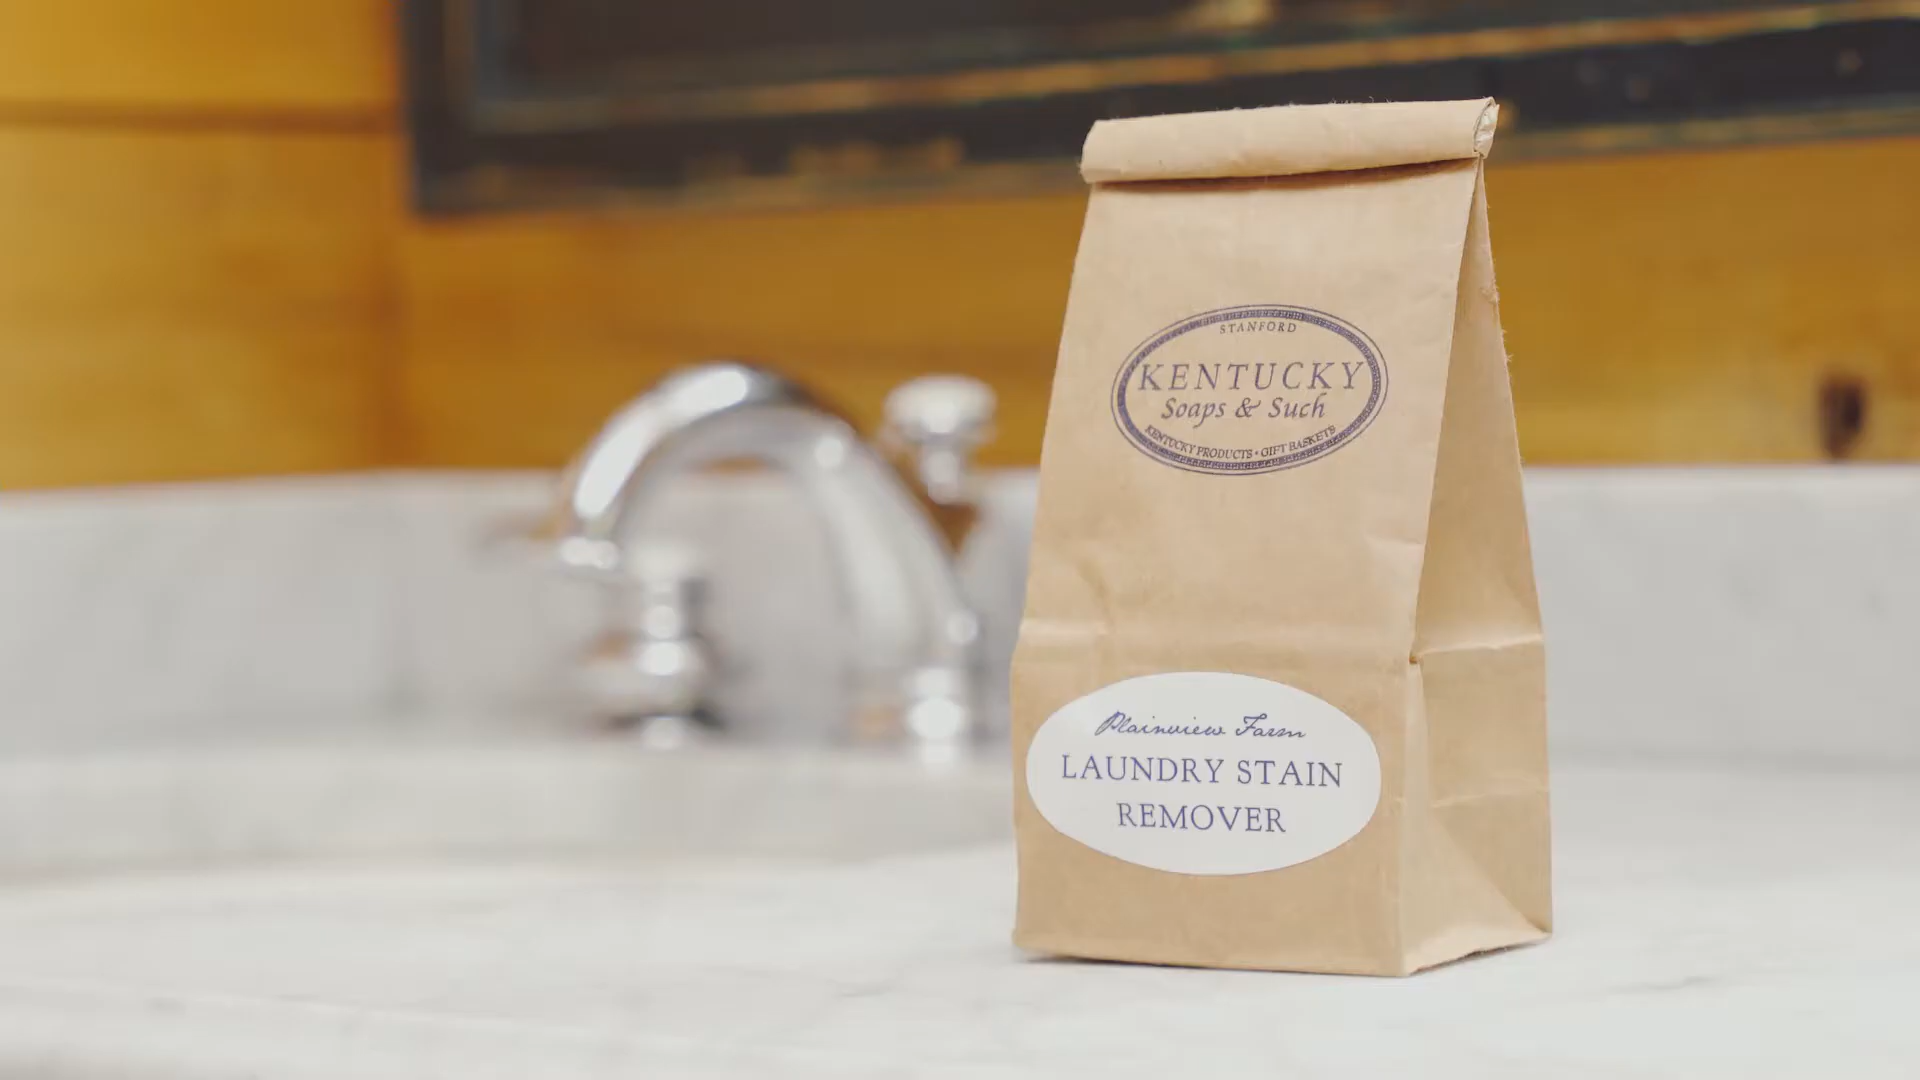 STANFORD
KENTUCKY
Soaps & Such
KENTUCKY PRODUCTS • GIFT BASKETS
Plainview Farm
LAUNDRY STAIN
REMOVER